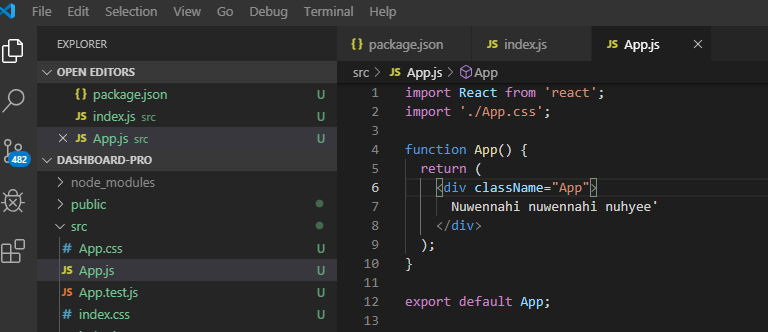 File Edit Selection View Go Debug Terminal Help
EXPLORER
OPEN EDITORS
{} package.json U
JS index.js src U
× JS App.js src U
DASHBOARD-PRO
> node_modules
> public
src
# App.css U
JS App.js U
JS App.test.js U
# index.css U
482
{} package.json JS index.js JS App.js ×
src > JS App.js > App
1 import React from 'react';
2 import './App.css';
3
4 function App() {
5 return (
6 <div className="App">
7 Nuwennahi nuwennahi nuhyee'
8 </div>
9 );
10 }
11
12 export default App;
13